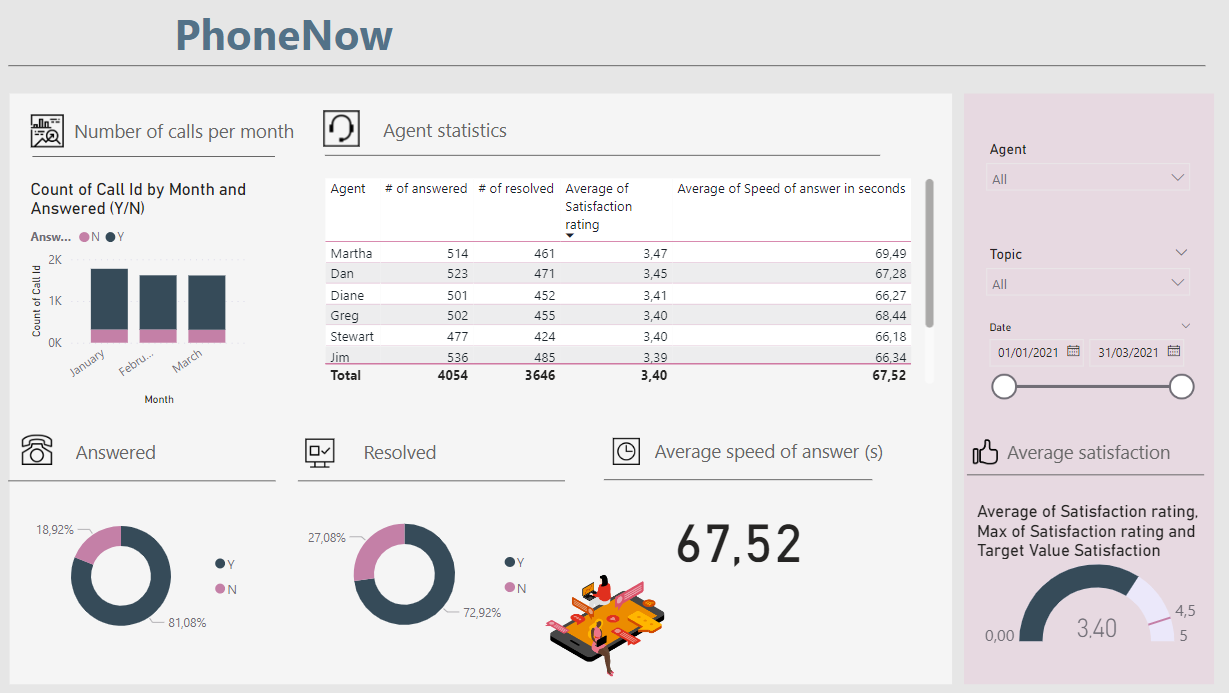 PhoneNow
Number of calls per month
Agent statistics
Count of Call Id by Month and
Answered (Y/N)
Answ... N Y
2K
1K
0K
Count of Call Id
January Febru... March
Month
Agent # of answered # of resolved Average of Satisfaction rating Average of Speed of answer in seconds
Martha 514 461 3,47 69,49
Dan 523 471 3,45 67,28
Diane 501 452 3,41 66,27
Greg 502 455 3,40 68,44
Stewart 477 424 3,40 66,18
Jim 536 485 3,39 66,34
Total 4054 3646 3,40 67,52
Agent
All
Topic
All
Date
01/01/2021 31/03/2021
Answered
18,92%
81,08%
Y
N
Resolved
27,08%
72,92%
Y
N
Average speed of answer (s)
67,52
Average satisfaction
Average of Satisfaction rating,
Max of Satisfaction rating and
Target Value Satisfaction
0,00
3,40
4,5
5